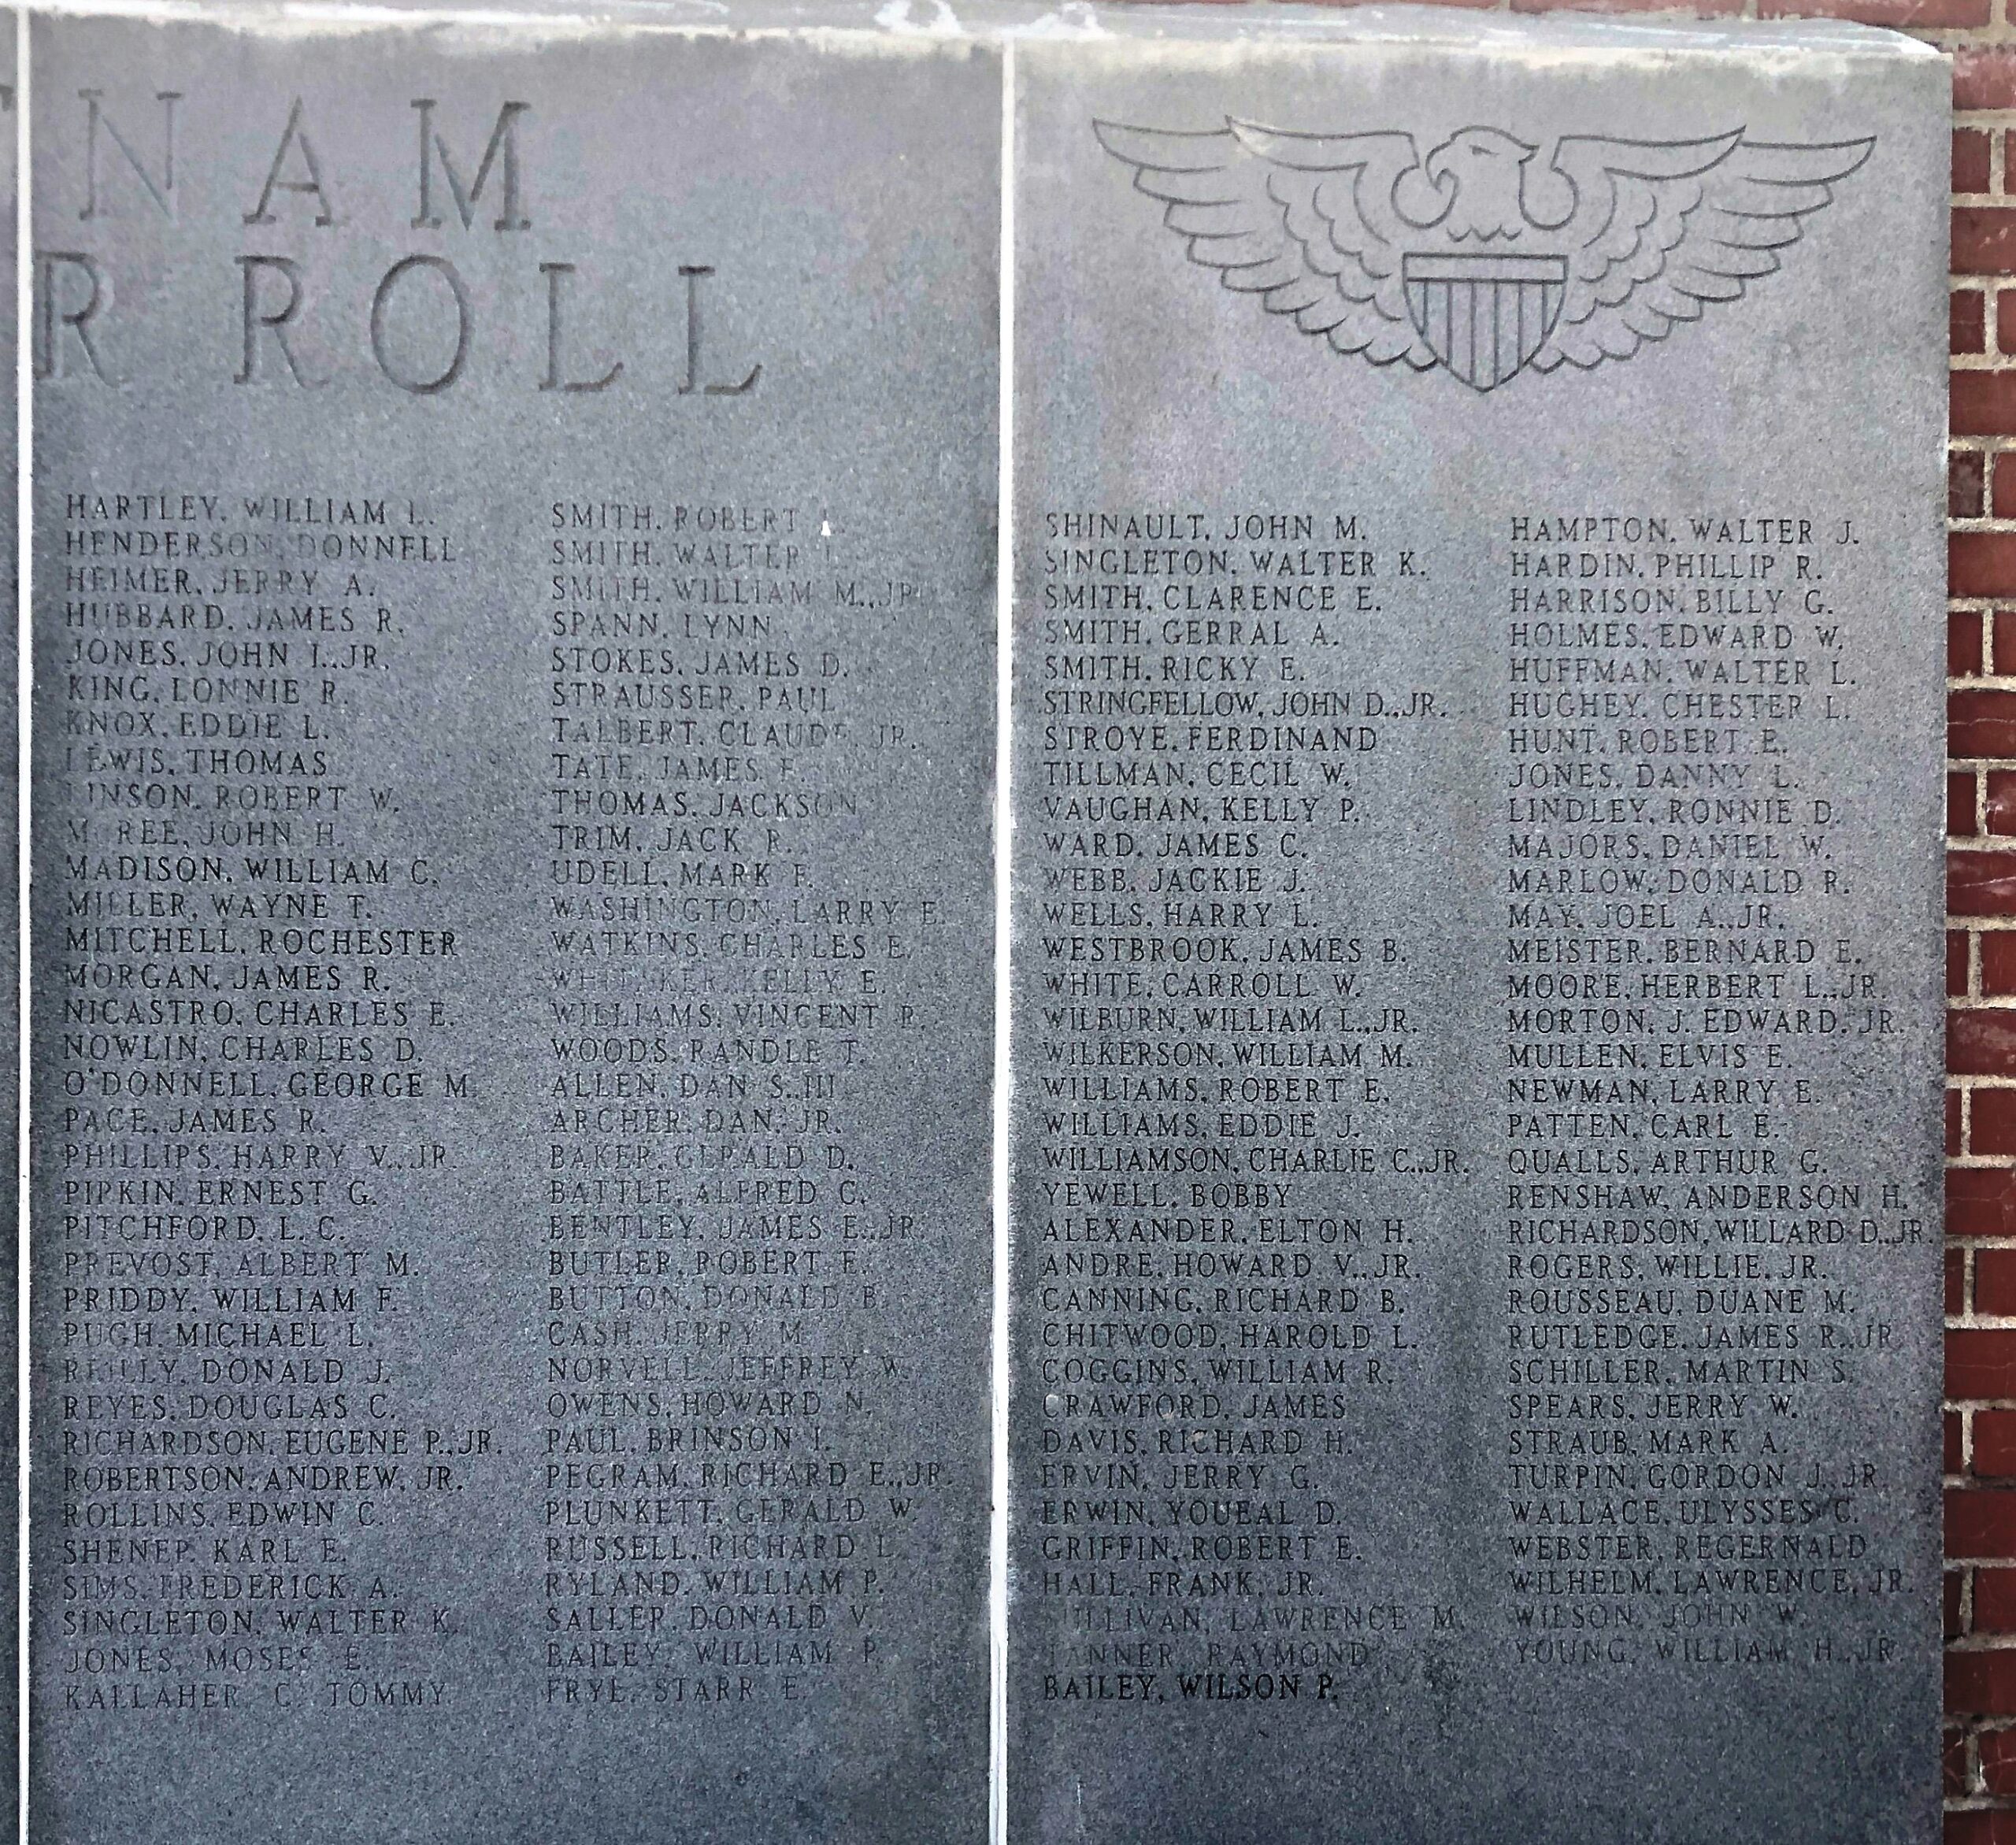 NAM
R ROLL
HARTLEY, WILLIAM L.
HENDERSON, DONNELL
HEIMER, JERRY A.
HUBBARD, JAMES R.
JONES, JOHN I., JR.
KING, LONNIE R.
KNOX, EDDIE L.
LEWIS, THOMAS
LINSON, ROBERT W.
McREE, JOHN H.
MADISON, WILLIAM C.
MILLER, WAYNE T.
MITCHELL, ROCHESTER
MORGAN, JAMES R.
NICASTRO, CHARLES E.
NOWLIN, CHARLES D.
O'DONNELL, GEORGE M.
PACE, JAMES R.
PHILLIPS, HARRY V., JR.
PIPKIN, ERNEST G.
PITCHFORD, L. C.
PREVOST, ALBERT M.
PRIDDY, WILLIAM F.
PUGH, MICHAEL L.
REILLY, DONALD J.
REYES, DOUGLAS C.
RICHARDSON, EUGENE P., JR.
ROBERTSON, ANDREW, JR.
ROLLINS, EDWIN C.
SHENEP, KARL E.
SIMS, FREDERICK A.
SINGLETON, WALTER K.
JONES, MOSES E.
KALLAHER, C. TOMMY
SMITH, ROBERT L.
SMITH, WALTER
SMITH, WILLIAM M., JR.
SPANN, LYNN
STOKES, JAMES D.
STRAUSSER, PAUL
TALBERT, CLAUDE, JR.
TATE, JAMES F.
THOMAS, JACKSON
TRIM, JACK R.
UDELL, MARK F.
WASHINGTON, LARRY E.
WATKINS, CHARLES E.
WHITAKER, KELLY E.
WILLIAMS, VINCENT R.
WOODS, RANDLE T.
ALLEN, DAN S., III
ARCHER, DAN, JR.
BAKER, GERALD D.
BATTLE, ALFRED C.
BENTLEY, JAMES E., JR.
BUTLER, ROBERT E.
BUTTON, DONALD B.
CASH, JERRY M.
NORVELL, JEFFREY W.
OWENS, HOWARD N.
PAUL, BRINSON I.
PEGRAM, RICHARD E., JR.
PLUNKETT, GERALD W.
RUSSELL, RICHARD L.
RYLAND, WILLIAM P.
SALLER, DONALD V.
BAILEY, WILLIAM P.
FRYE, STARR E.
SHINAULT, JOHN M.
SINGLETON, WALTER K.
SMITH, CLARENCE E.
SMITH, GERRAL A.
SMITH, RICKY E.
STRINGFELLOW, JOHN D., JR.
STROYE, FERDINAND
TILLMAN, CECIL W.
VAUGHAN, KELLY P.
WARD, JAMES C.
WEBB, JACKIE J.
WELLS, HARRY L.
WESTBROOK, JAMES B.
WHITE, CARROLL W.
WILBURN, WILLIAM L., JR.
WILKERSON, WILLIAM M.
WILLIAMS, ROBERT E.
WILLIAMS, EDDIE J.
WILLIAMSON, CHARLIE C., JR.
YEWELL, BOBBY
ALEXANDER, ELTON H.
ANDRE, HOWARD V., JR.
CANNING, RICHARD B.
CHITWOOD, HAROLD L.
COGGINS, WILLIAM R.
CRAWFORD, JAMES
DAVIS, RICHARD H.
ERVIN, JERRY G.
ERWIN, YOUEAL D.
GRIFFIN, ROBERT E.
HALL, FRANK, JR.
SULLIVAN, LAWRENCE M.
TANNER, RAYMOND
BAILEY, WILSON P.
HAMPTON, WALTER J.
HARDIN, PHILLIP R.
HARRISON, BILLY G.
HOLMES, EDWARD W.
HUFFMAN, WALTER L.
HUGHEY, CHESTER L.
HUNT, ROBERT E.
JONES, DANNY L.
LINDLEY, RONNIE D.
MAJORS, DANIEL W.
MARLOW, DONALD R.
MAY, JOEL A., JR.
MEISTER, BERNARD E.
MOORE, HERBERT L., JR.
MORTON, J. EDWARD, JR.
MULLEN, ELVIS E.
NEWMAN, LARRY E.
PATTEN, CARL E.
QUALLS, ARTHUR G.
RENSHAW, ANDERSON H.
RICHARDSON, WILLARD D., JR.
ROGERS, WILLIE, JR.
ROUSSEAU, DUANE M.
RUTLEDGE, JAMES R., JR.
SCHILLER, MARTIN S.
SPEARS, JERRY W.
STRAUB, MARK A.
TURPIN, GORDON J., JR.
WALLACE, ULYSSES C.
WEBSTER, REGERNALD
WILHELM, LAWRENCE, JR.
WILSON, JOHN W.
YOUNG, WILLIAM H., JR.